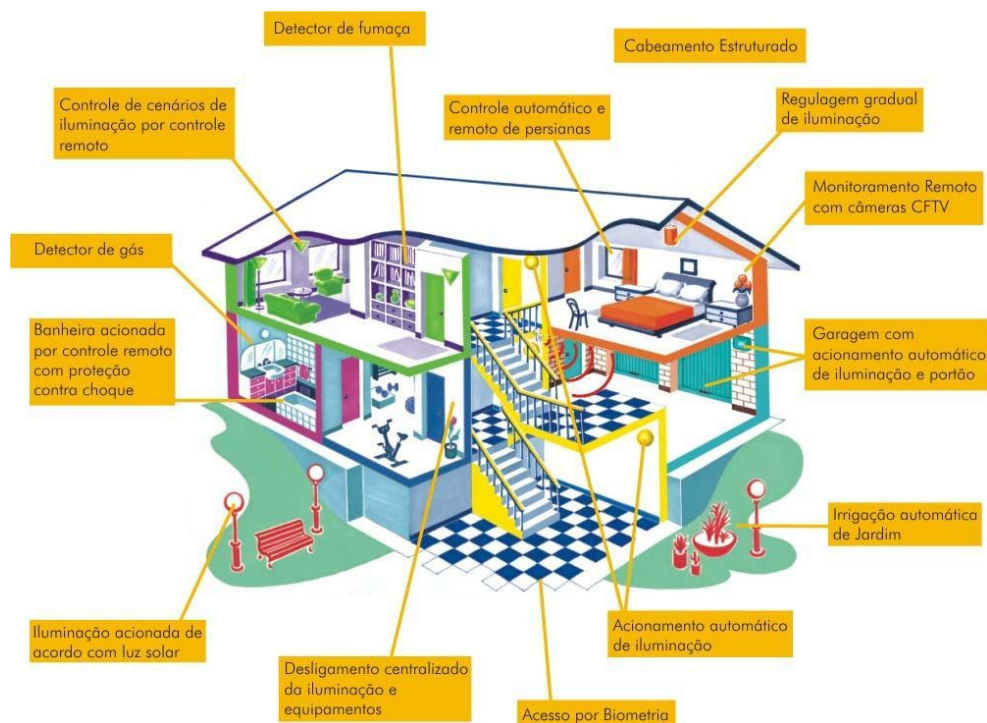 Detector de fumaça
Cabeamento Estruturado
Controle de cenários de
iluminação por controle
remoto
Controle automático e
remoto de persianas
Regulagem gradual
de iluminação
Monitoramento Remoto
com câmeras CFTV
Detector de gás
Banheira acionada
por controle remoto
com proteção
contra choque
Garagem com
acionamento automático
de iluminação e portão
Irrigação automática
de Jardim
Iluminação acionada de
acordo com luz solar
Desligamento centralizado
da iluminação e
equipamentos
Acionamento automático
de iluminação
Acesso por Biometria